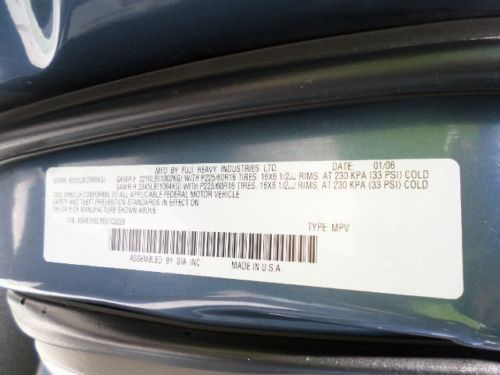 MFD BY FUJI HEAVY INDUSTRIES LTD. DATE: 01/06
GVWR: GAWR F 2210LB(1002KG) WITH P225/60R16 TIRES, 16X6 1/2JJ RIMS, AT 230 KPA (33 PSI) COLD
GAWR R 2345LB(1064KG) WITH P225/60R16 TIRES, 16X6 1/2JJ RIMS, AT 230 KPA (33 PSI) COLD
THIS VEHICLE CONFORMS TO ALL APPLICABLE FEDERAL MOTOR VEHICLE
SAFETY AND THEFT PREVENTION STANDARDS IN EFFECT
ON THE DATE OF MANUFACTURE SHOWN ABOVE.
VIN: TYPE: MPV
ASSEMBLED BY SIA INC. MADE IN U.S.A.